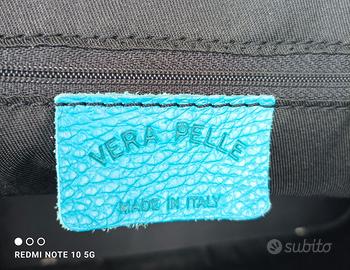 VERA PELLE
MADE IN ITALY
REDMI NOTE 10 5G
subito